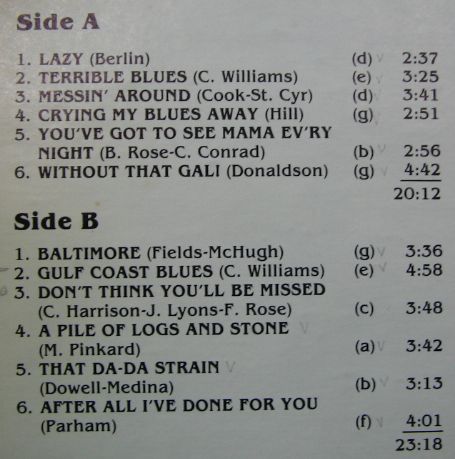 Side A
1. LAZY (Berlin) (d) 2:37
2. TERRIBLE BLUES (C. Williams) (e) 3:25
3. MESSIN' AROUND (Cook-St. Cyr) (d) 3:41
4. CRYING MY BLUES AWAY (Hill) (g) 2:51
5. YOU'VE GOT TO SEE MAMA EV'RY
NIGHT (B. Rose-C. Conrad) (b) 2:56
6. WITHOUT THAT GALI (Donaldson) (g) 4:42
20:12
Side B
1. BALTIMORE (Fields-McHugh) (g) 3:36
2. GULF COAST BLUES (C. Williams) (e) 4:58
3. DON'T THINK YOU'LL BE MISSED
(C. Harrison-J. Lyons-F. Rose) (c) 3:48
4. A PILE OF LOGS AND STONE
(M. Pinkard) (a) 3:42
5. THAT DA-DA STRAIN
(Dowell-Medina) (b) 3:13
6. AFTER ALL I'VE DONE FOR YOU
(Parham) (f) 4:01
23:18